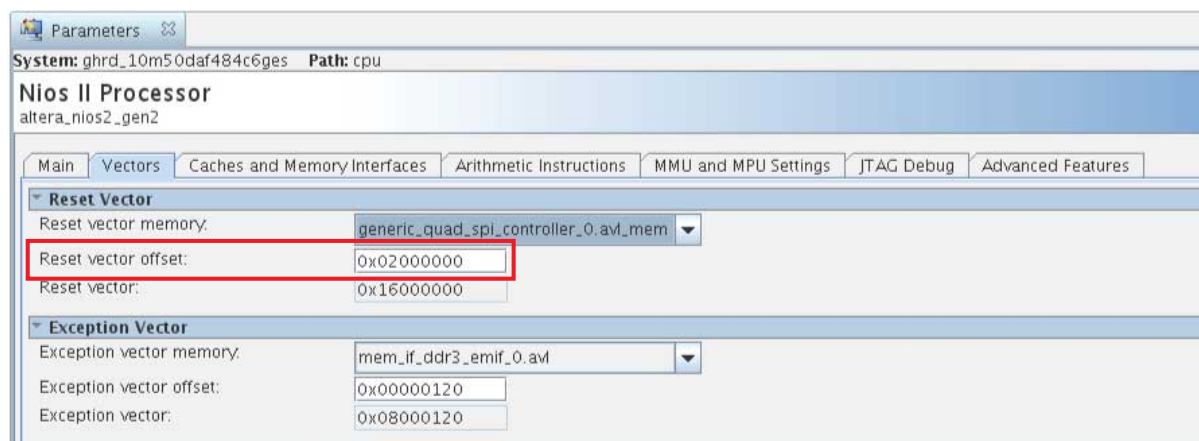 Parameters
System: ghrd_10m50daf484c6ges Path: cpu
Nios II Processor
altera_nios2_gen2
Main Vectors Caches and Memory Interfaces Arithmetic Instructions MMU and MPU Settings JTAG Debug Advanced Features
Reset Vector
Reset vector memory: generic_quad_spi_controller_0.avl_mem
Reset vector offset: 0x02000000
Reset vector: 0x16000000
Exception Vector
Exception vector memory: mem_if_ddr3_emif_0.avl
Exception vector offset: 0x00000120
Exception vector: 0x08000120